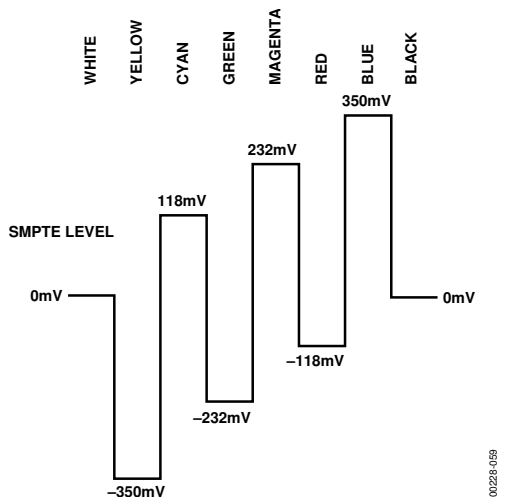 WHITE
YELLOW
CYAN
GREEN
MAGENTA
RED
BLUE
BLACK
350mV
232mV
118mV
SMPTE LEVEL
0mV
0mV
–118mV
–232mV
–350mV
00228-059